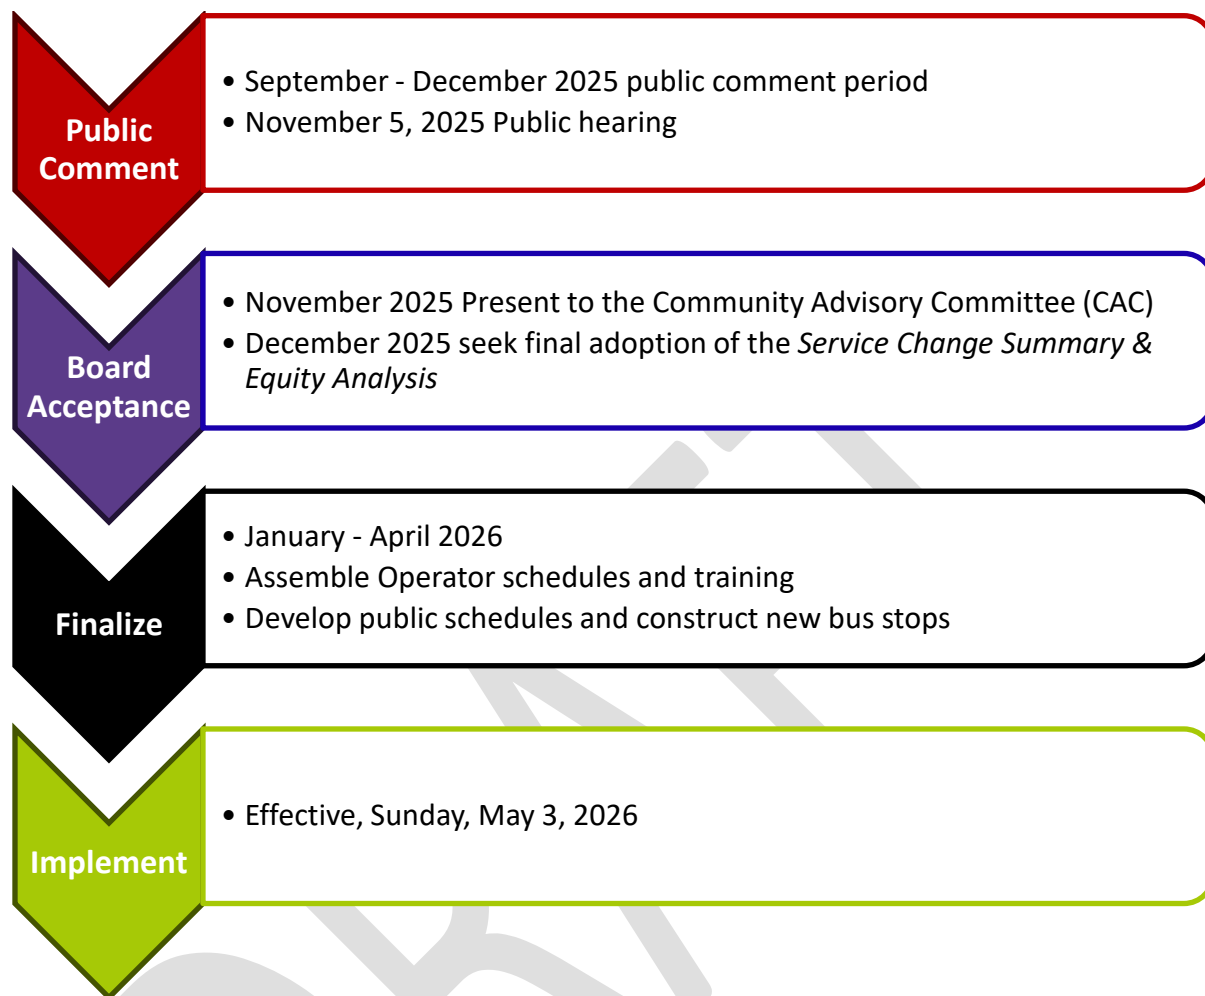 Public
Comment
• September - December 2025 public comment period
• November 5, 2025 Public hearing
Board
Acceptance
• November 2025 Present to the Community Advisory Committee (CAC)
• December 2025 seek final adoption of the Service Change Summary &
Equity Analysis
Finalize
• January - April 2026
• Assemble Operator schedules and training
• Develop public schedules and construct new bus stops
Implement
• Effective, Sunday, May 3, 2026
DRAFT